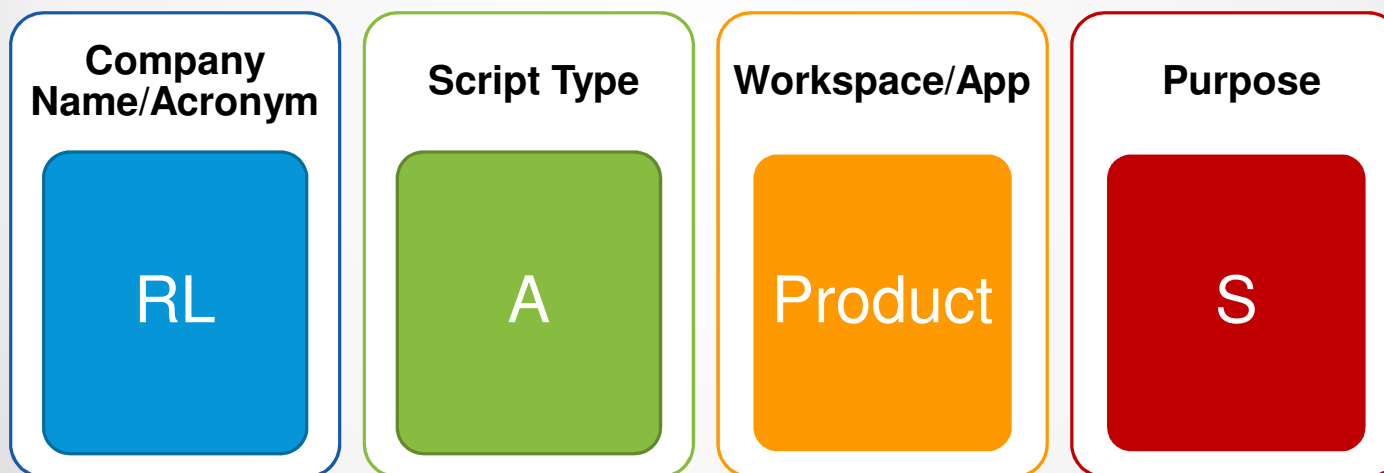 Company
Name/Acronym
RL
Script Type
A
Workspace/App
Product
Purpose
S